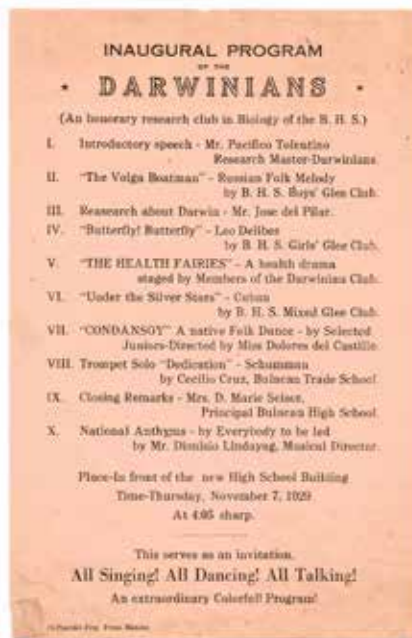 INAUGURAL PROGRAM
OF THE
DARWINIANS
(An honorary research club in Biology of the B. H. S.)
I. Introductory speech - Mr. Pacifico Tolentino
Research Master-Darwinians.
II. "The Volga Boatman" - Russian Folk Melody
by B. H. S. Boys' Glee Club.
III. Reasearch about Darwin - Mr. Jose del Pilar.
IV. "Butterfly! Butterfly" - Leo Delibes
by B. H. S. Girls' Glee Club.
V. "THE HEALTH FAIRIES" - A health drama
staged by Members of the Darwinian Club.
VI. "Under the Silver Stars" -
by B. H. S. Mixed Glee Club.
VII. "CONDANSOY" A native Folk Dance - by Selected
Juniors-Directed by Miss Dolores del Castillo.
VIII. Trompet Solo "Dedication" - Schumman
by Cecilio Cruz, Bulacan Trade School.
IX. Closing Remarks - Mrs. D. Marie
Principal Bulacan High School.
X. National Anthyms - by Everybody to be led
by Mr. Dionisio Lindayag, Musical Director.
Place-In front of the new High School Building
Time-Thursday, November 7, 1929
At 4:05 sharp.
This serves as an invitation.
All Singing! All Dancing! All Talking!
An extraordinary Colorfull Program!